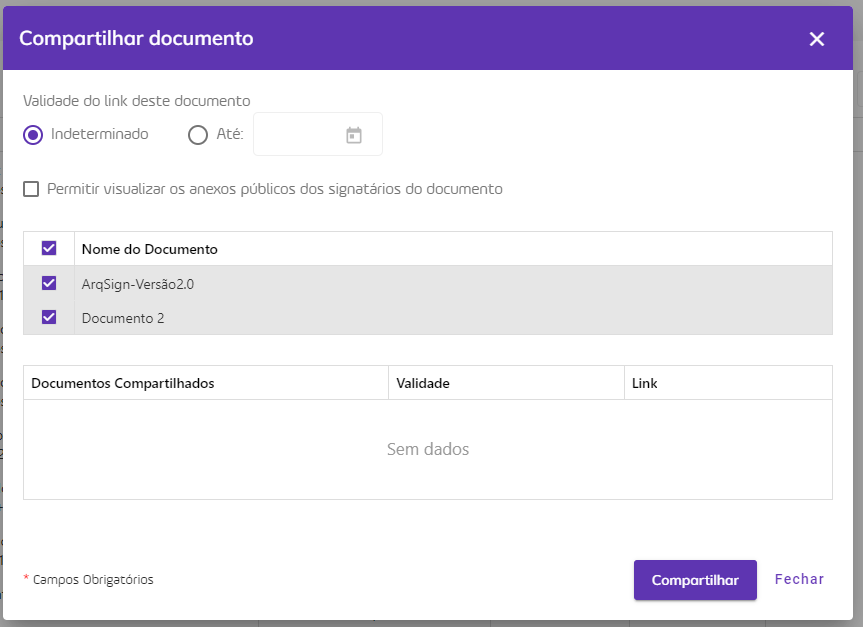 Compartilhar documento
Validade do link deste documento
Indeterminado Até:
Permitir visualizar os anexos públicos dos signatários do documento
Nome do Documento
ArqSign-Versão2.0
Documento 2
Documentos Compartilhados Validade Link
Sem dados
* Campos Obrigatórios Compartilhar Fechar